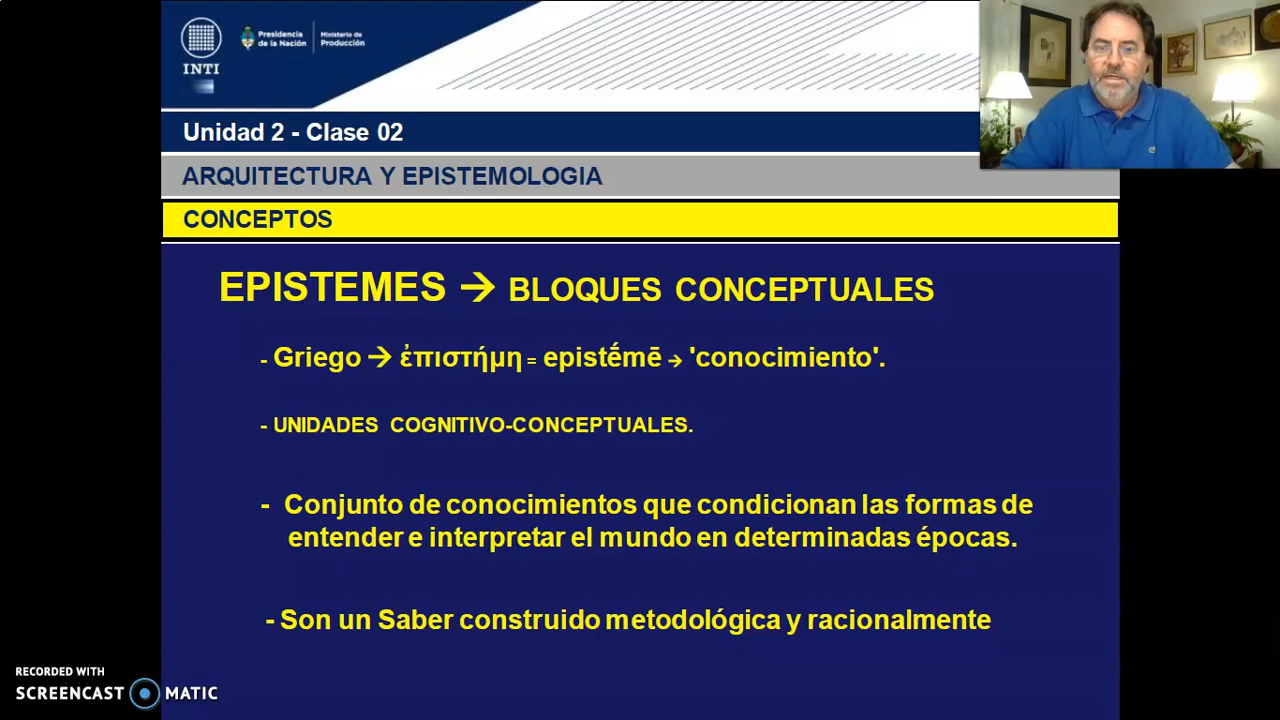 INTI
Presidencia
de la Nación
Ministerio de
Producción
Unidad 2 - Clase 02
ARQUITECTURA Y EPISTEMOLOGIA
CONCEPTOS
EPISTEMES → BLOQUES CONCEPTUALES
- Griego → ἐπιστήμη = epistḗmē → 'conocimiento'.
- UNIDADES COGNITIVO-CONCEPTUALES.
- Conjunto de conocimientos que condicionan las formas de
entender e interpretar el mundo en determinadas épocas.
- Son un Saber construido metodológica y racionalmente
RECORDED WITH
SCREENCAST MATIC